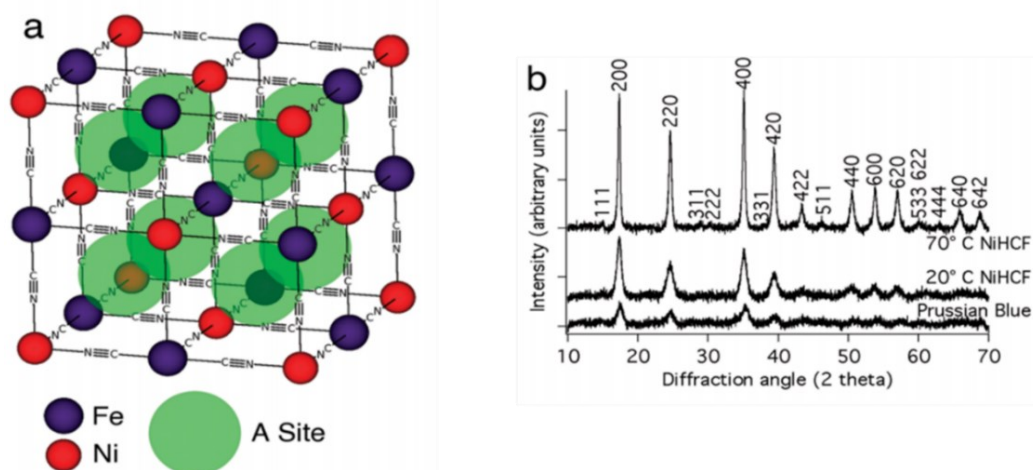 a
N≡C C≡N
N≡C C≡N
N≡C C≡N
Fe
Ni
A Site
b
Intensity (arbitrary units)
111
200
220
311
222
400
331
420
422
511
440
600
620
533 622
444
640
642
70° C NiHCF
20° C NiHCF
Prussian Blue
10 20 30 40 50 60 70
Diffraction angle (2 theta)